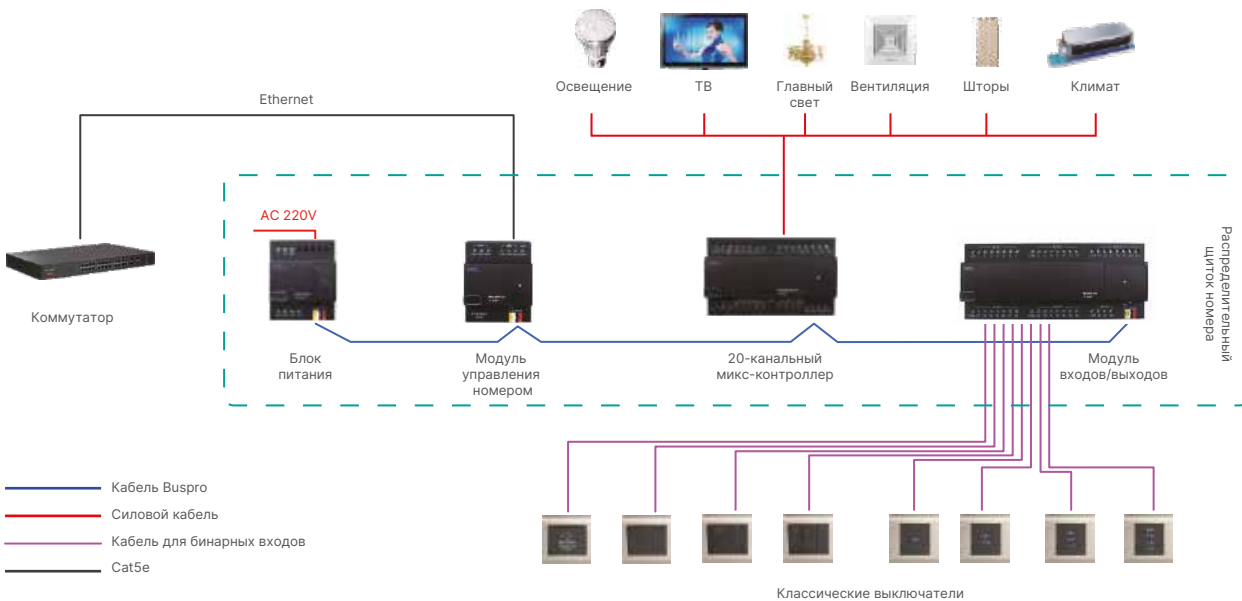 Освещение
ТВ
Главный
свет
Вентиляция
Шторы
Климат
Ethernet
AC 220V
Коммутатор
Блок
питания
Модуль
управления
номером
20-канальный
микс-контроллер
Модуль
входов/выходов
Распределительный
щиток номера
Кабель Buspro
Силовой кабель
Кабель для бинарных входов
Cat5e
Классические выключатели